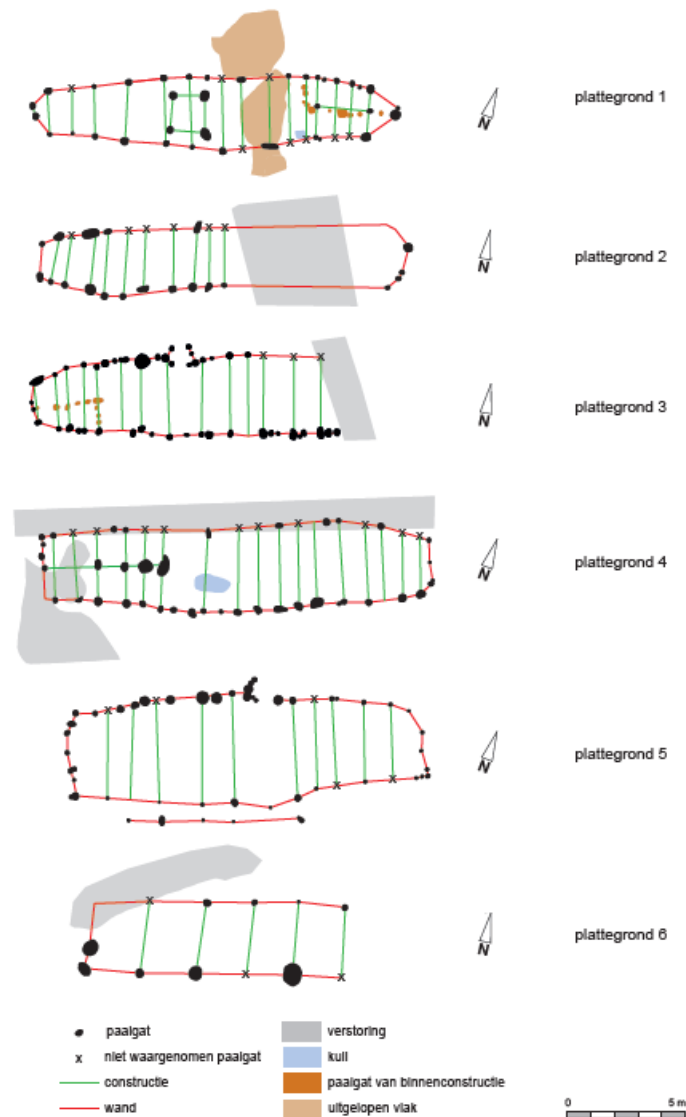 plattegrond 1
N
plattegrond 2
N
plattegrond 3
N
plattegrond 4
N
plattegrond 5
N
plattegrond 6
N
paalgat
verstoring
x niet waargenomen paalgat
kuil
constructie
paalgat van binnenconstructie
wand
uitgelopen vlak
0 5 m